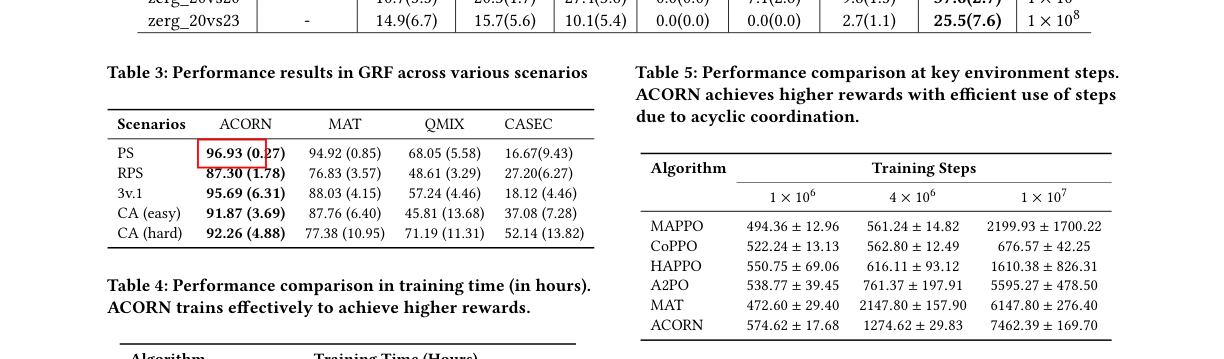 zerg_20vs23 - 14.9(6.7) 15.7(5.6) 10.1(5.4) 0.0(0.0) 0.0(0.0) 2.7(1.1) 25.5(7.6) 1 × 10^8
Table 3: Performance results in GRF across various scenarios
Scenarios ACORN MAT QMIX CASEC
PS 96.93 (0.27) 94.92 (0.85) 68.05 (5.58) 16.67(9.43)
RPS 87.30 (1.78) 76.83 (3.57) 48.61 (3.29) 27.20(6.27)
3v.1 95.69 (6.31) 88.03 (4.15) 57.24 (4.46) 18.12 (4.46)
CA (easy) 91.87 (3.69) 87.76 (6.40) 45.81 (13.68) 37.08 (7.28)
CA (hard) 92.26 (4.88) 77.38 (10.95) 71.19 (11.31) 52.14 (13.82)
Table 4: Performance comparison in training time (in hours).
ACORN trains effectively to achieve higher rewards.
Algorithm Training Time (Hours)
Table 5: Performance comparison at key environment steps.
ACORN achieves higher rewards with efficient use of steps
due to acyclic coordination.
Algorithm Training Steps
1 × 10^6 4 × 10^6 1 × 10^7
MAPPO 494.36 ± 12.96 561.24 ± 14.82 2199.93 ± 1700.22
CoPPO 522.24 ± 13.13 562.80 ± 12.49 676.57 ± 42.25
HAPPO 550.75 ± 69.06 616.11 ± 93.12 1610.38 ± 826.31
A2PO 538.77 ± 39.45 761.37 ± 197.91 5595.27 ± 478.50
MAT 472.60 ± 29.40 2147.80 ± 157.90 6147.80 ± 276.40
ACORN 574.62 ± 17.68 1274.62 ± 29.83 7462.39 ± 169.70